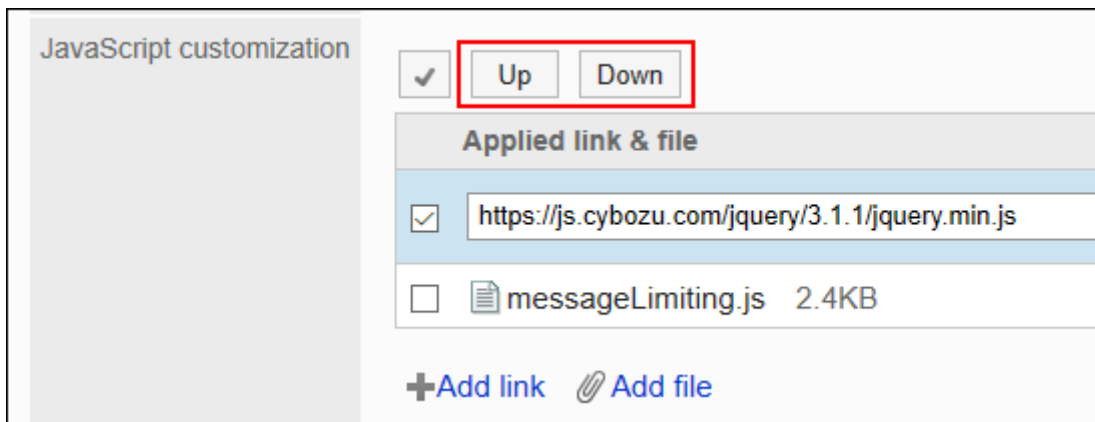 JavaScript customization
Up Down
Applied link & file
https://js.cybozu.com/jquery/3.1.1/jquery.min.js
messageLimiting.js 2.4KB
Add link Add file